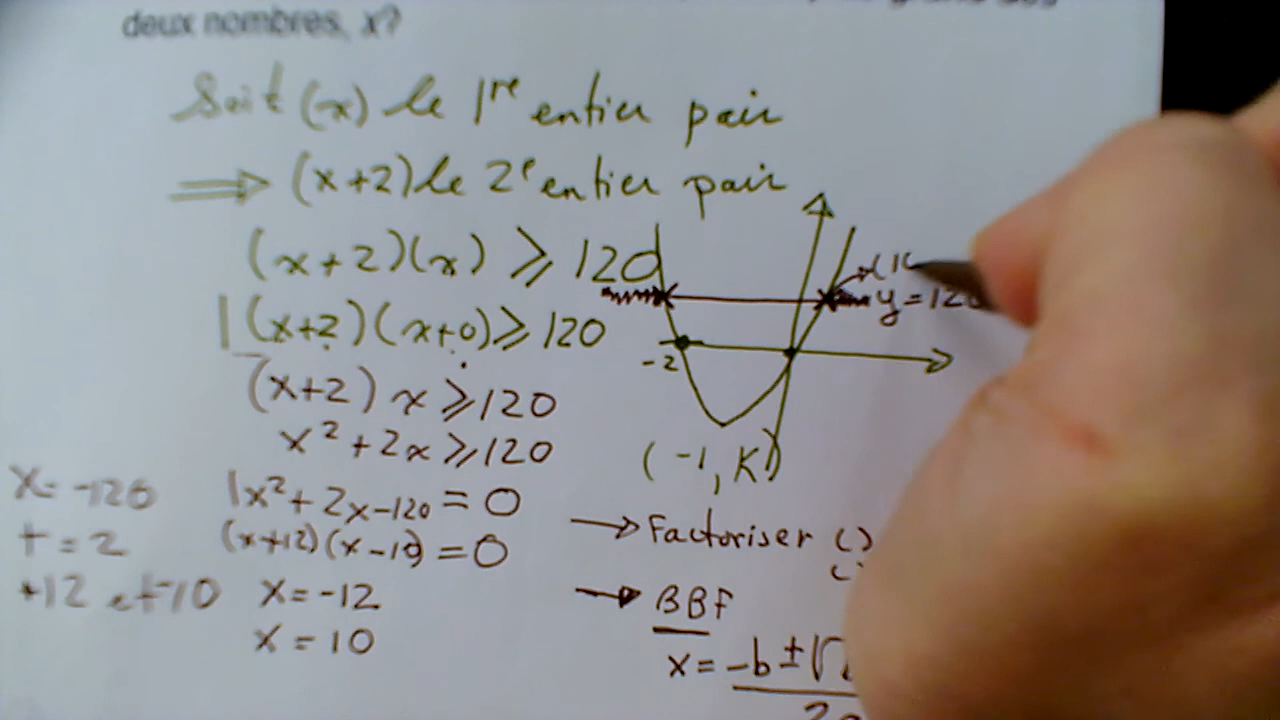 deux nombres, x?
Soit (x) le 1re entier pair
⟹ (x+2) le 2e entier pair
(x+2)(x) ⩾ 120
1(x+2)(x+0) ⩾ 120
(x+2) x ⩾ 120
x² + 2x ⩾ 120
1x² + 2x - 120 = 0
(x+12)(x-10) = 0
x = -12
x = 10
x = -120
+ = 2
+12 et -10
y = 120
-2
(-1, K)
→ Factoriser ( )
( )
→ BBF
x = -b ± √